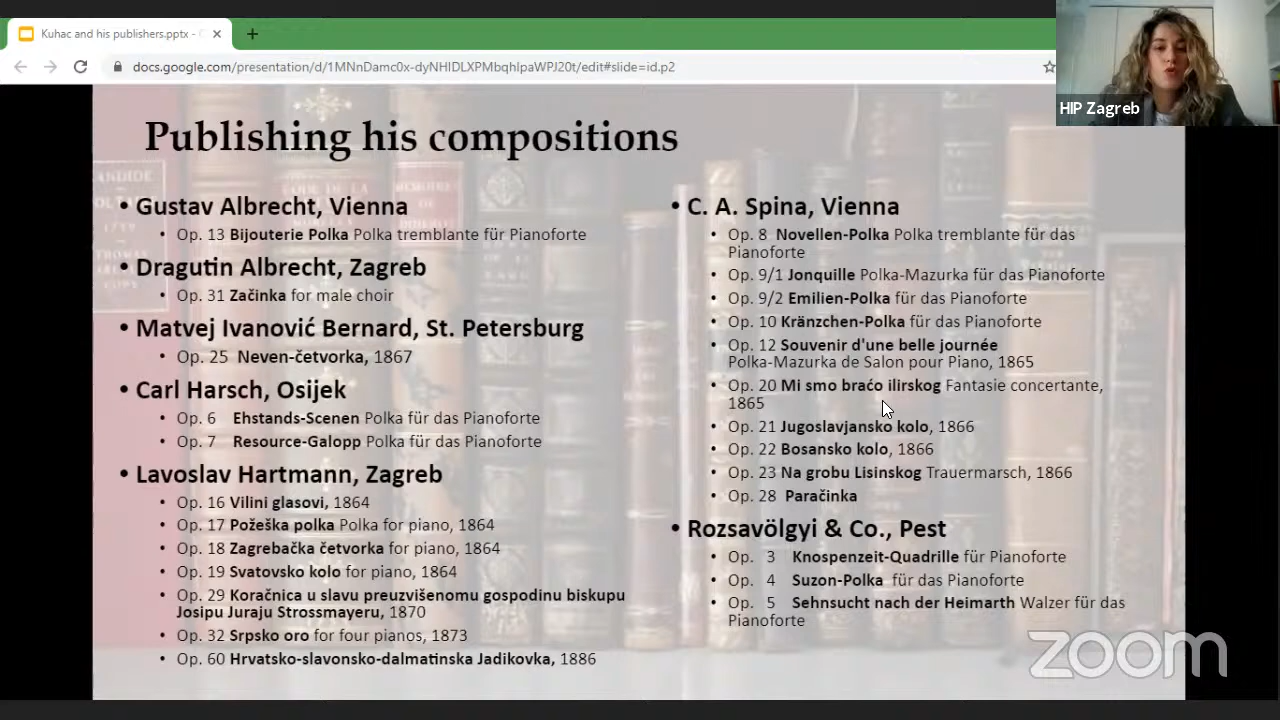 Kuhac and his publishers.pptx -
docs.google.com/presentation/d/1MNnDamc0x-dyNHIDLXPMbqhlpaWPJ20t/edit#slide=id.p2
HIP Zagreb
Publishing his compositions
• Gustav Albrecht, Vienna
• Op. 13 Bijouterie Polka Polka tremblante für Pianoforte
• Dragutin Albrecht, Zagreb
• Op. 31 Začinka for male choir
• Matvej Ivanović Bernard, St. Petersburg
• Op. 25 Neven-četvorka, 1867
• Carl Harsch, Osijek
• Op. 6 Ehstands-Scenen Polka für das Pianoforte
• Op. 7 Resource-Galopp Polka für das Pianoforte
• Lavoslav Hartmann, Zagreb
• Op. 16 Vilini glasovi, 1864
• Op. 17 Požeška polka Polka for piano, 1864
• Op. 18 Zagrebačka četvorka for piano, 1864
• Op. 19 Svatovsko kolo for piano, 1864
• Op. 29 Koračnica u slavu preuzvišenomu gospodinu biskupu
Josipu Juraju Strossmayeru, 1870
• Op. 32 Srpsko oro for four pianos, 1873
• Op. 60 Hrvatsko-slavonsko-dalmatinska Jadikovka, 1886
• C. A. Spina, Vienna
• Op. 8 Novellen-Polka Polka tremblante für das
Pianoforte
• Op. 9/1 Jonquille Polka-Mazurka für das Pianoforte
• Op. 9/2 Emilien-Polka für das Pianoforte
• Op. 10 Kränzchen-Polka für das Pianoforte
• Op. 12 Souvenir d'une belle journée
Polka-Mazurka de Salon pour Piano, 1865
• Op. 20 Mi smo braćo ilirskog Fantasie concertante,
1865
• Op. 21 Jugoslavjansko kolo, 1866
• Op. 22 Bosansko kolo, 1866
• Op. 23 Na grobu Lisinskog Trauermarsch, 1866
• Op. 28 Paračinka
• Rozsavölgyi & Co., Pest
• Op. 3 Knospenzeit-Quadrille für Pianoforte
• Op. 4 Suzon-Polka für das Pianoforte
• Op. 5 Sehnsucht nach der Heimarth Walzer für das
Pianoforte
zoom